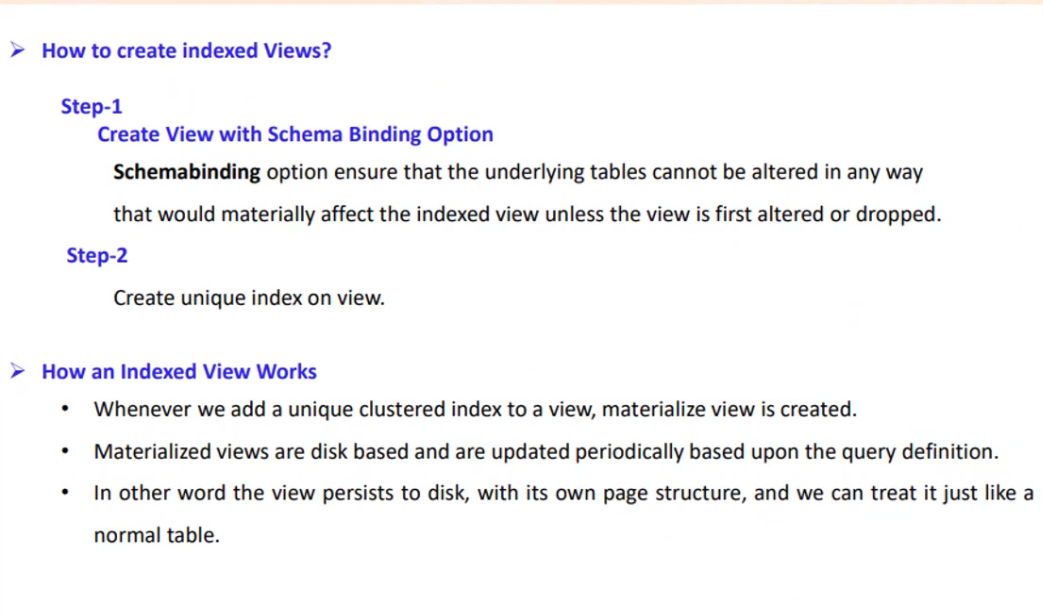 ➢ How to create indexed Views?
Step-1
Create View with Schema Binding Option
Schemabinding option ensure that the underlying tables cannot be altered in any way
that would materially affect the indexed view unless the view is first altered or dropped.
Step-2
Create unique index on view.
➢ How an Indexed View Works
• Whenever we add a unique clustered index to a view, materialize view is created.
• Materialized views are disk based and are updated periodically based upon the query definition.
• In other word the view persists to disk, with its own page structure, and we can treat it just like a
normal table.